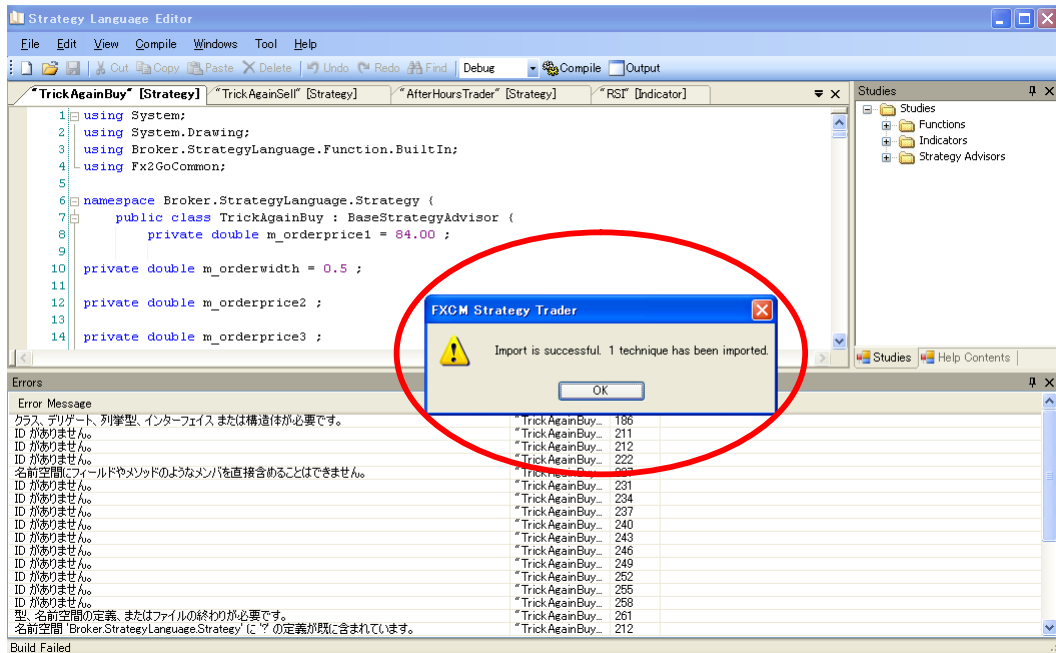 Strategy Language Editor
File Edit View Compile Windows Tool Help
Cut Copy Paste Delete Undo Redo Find Debug Compile Output
"TrickAgainBuy" [Strategy] "TrickAgainSell" [Strategy] "AfterHoursTrader" [Strategy] "RSI" [Indicator]
1 using System;
2 using System.Drawing;
3 using Broker.StrategyLanguage.Function.BuiltIn;
4 using Fx2GoCommon;
5
6 namespace Broker.StrategyLanguage.Strategy {
7 public class TrickAgainBuy : BaseStrategyAdvisor {
8 private double m_orderprice1 = 84.00 ;
9
10 private double m_orderwidth = 0.5 ;
11
12 private double m_orderprice2 ;
13
14 private double m_orderprice3 ;
Studies
Studies
Functions
Indicators
Strategy Advisors
Studies Help Contents
FXCM Strategy Trader
Import is successful. 1 technique has been imported.
OK
Errors
Error Message
クラス、デリゲート、列挙型、インターフェイス または構造体が必要です。 "TrickAgainBuy... 186
ID がありません。 "TrickAgainBuy... 211
ID がありません。 "TrickAgainBuy... 212
ID がありません。 "TrickAgainBuy... 222
名前空間にフィールドやメソッドのようなメンバを直接含めることはできません。 "TrickAgainBuy...
ID がありません。 "TrickAgainBuy... 231
ID がありません。 "TrickAgainBuy... 234
ID がありません。 "TrickAgainBuy... 237
ID がありません。 "TrickAgainBuy... 240
ID がありません。 "TrickAgainBuy... 243
ID がありません。 "TrickAgainBuy... 246
ID がありません。 "TrickAgainBuy... 249
ID がありません。 "TrickAgainBuy... 252
ID がありません。 "TrickAgainBuy... 255
ID がありません。 "TrickAgainBuy... 258
型、名前空間の定義、またはファイルの終わりが必要です。 "TrickAgainBuy... 261
名前空間 'Broker.StrategyLanguage.Strategy' に '?' の定義が既に含まれています。 "TrickAgainBuy... 212
Build Failed